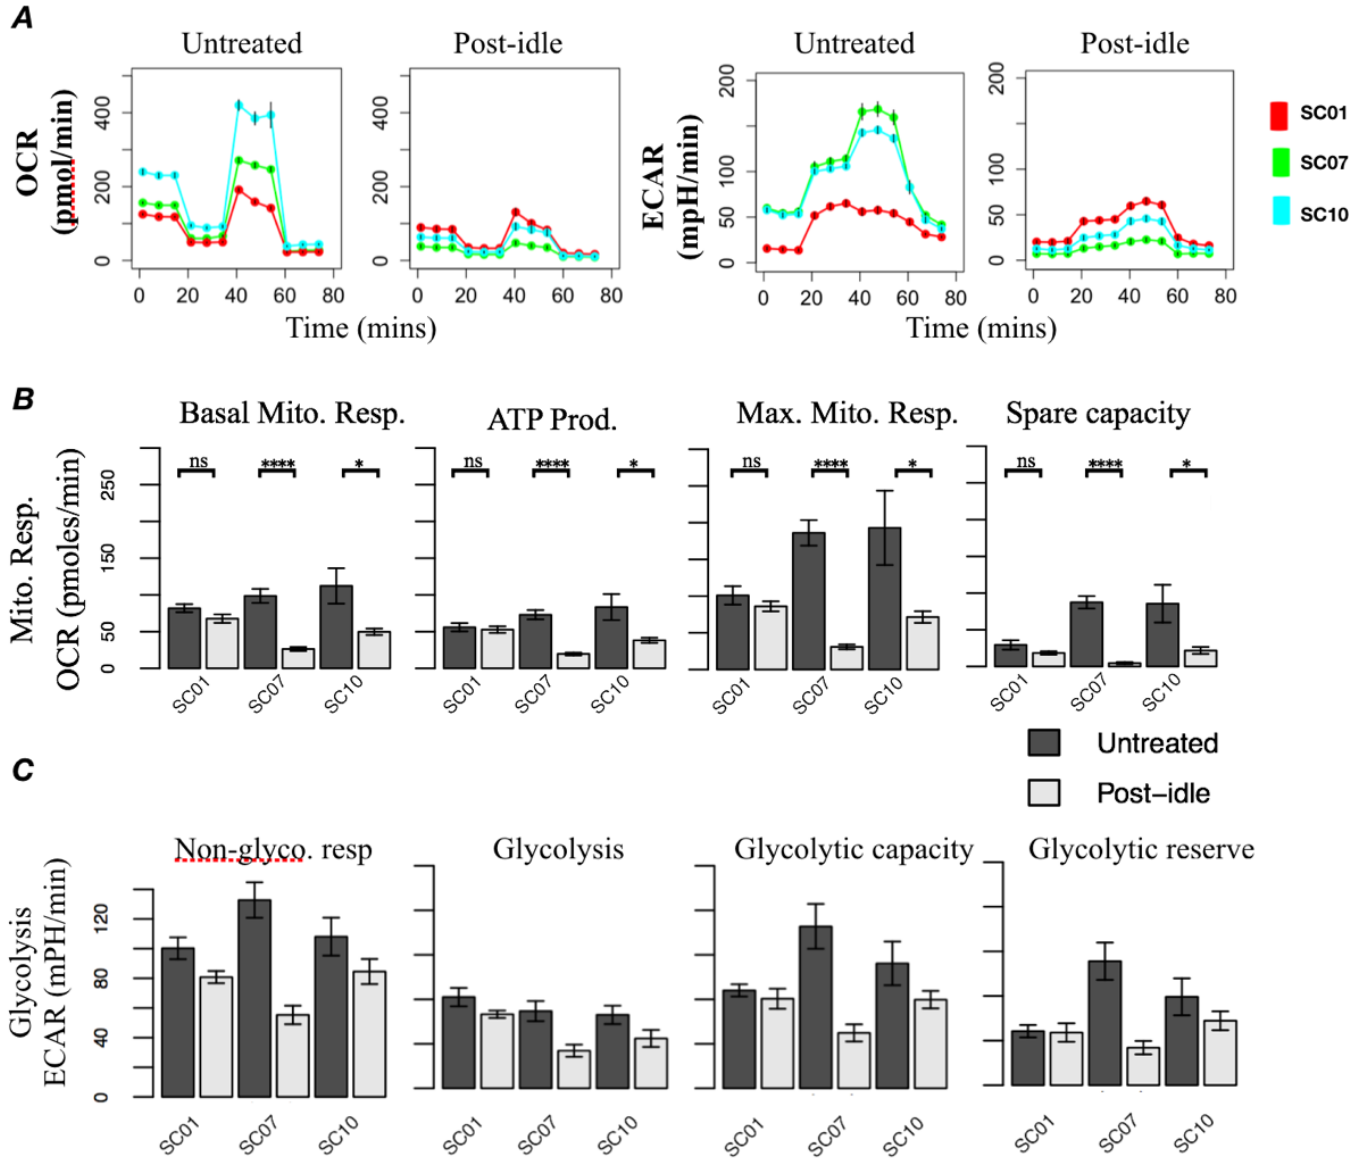 A
Untreated
Post-idle
Untreated
Post-idle
OCR
(pmol/min)
0
200
400
0 20 40 60 80
0
200
400
0 20 40 60 80
Time (mins)
ECAR
(mpH/min)
0
50
100
200
0 20 40 60 80
0
50
100
200
0 20 40 60 80
Time (mins)
SC01
SC07
SC10
B
Basal Mito. Resp.
ATP Prod.
Max. Mito. Resp.
Spare capacity
Mito. Resp.
OCR (pmoles/min)
0
50
150
250
ns **** *
ns **** *
ns **** *
ns **** *
SC01 SC07 SC10
SC01 SC07 SC10
SC01 SC07 SC10
SC01 SC07 SC10
Untreated
Post-idle
C
Non-glyco. resp
Glycolysis
Glycolytic capacity
Glycolytic reserve
Glycolysis
ECAR (mPH/min)
0
40
80
120
SC01 SC07 SC10
SC01 SC07 SC10
SC01 SC07 SC10
SC01 SC07 SC10